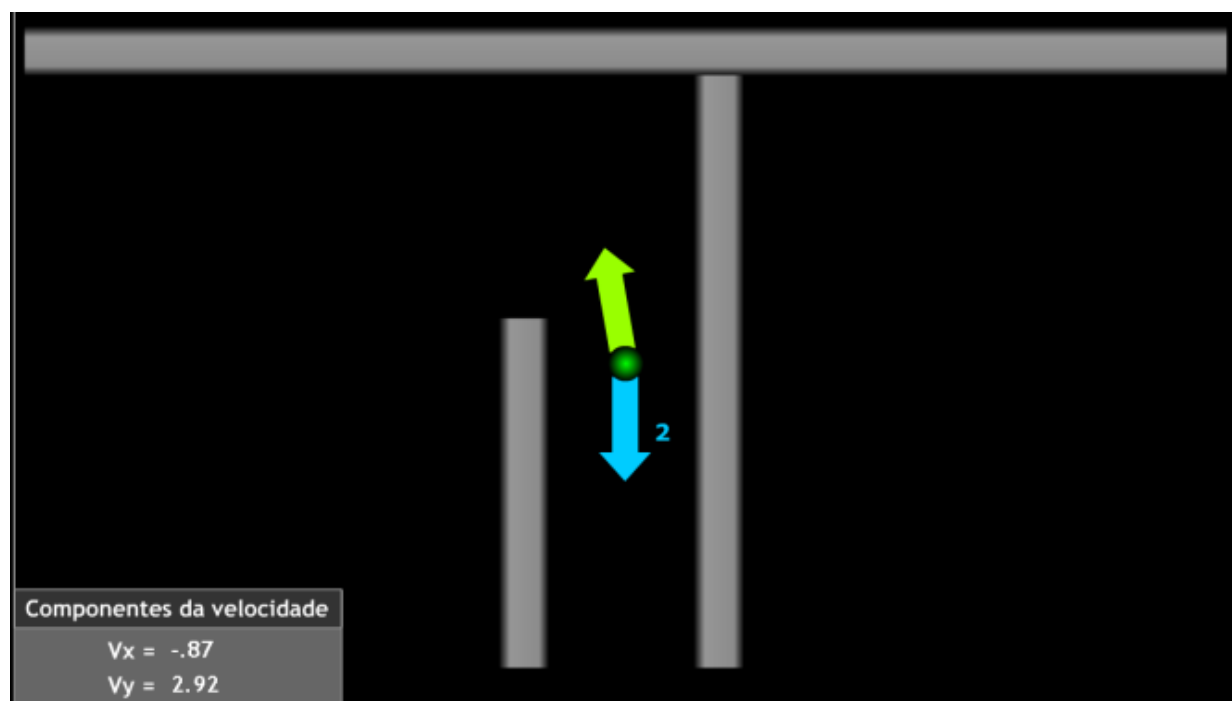 2
Componentes da velocidade
Vx = -.87
Vy = 2.92